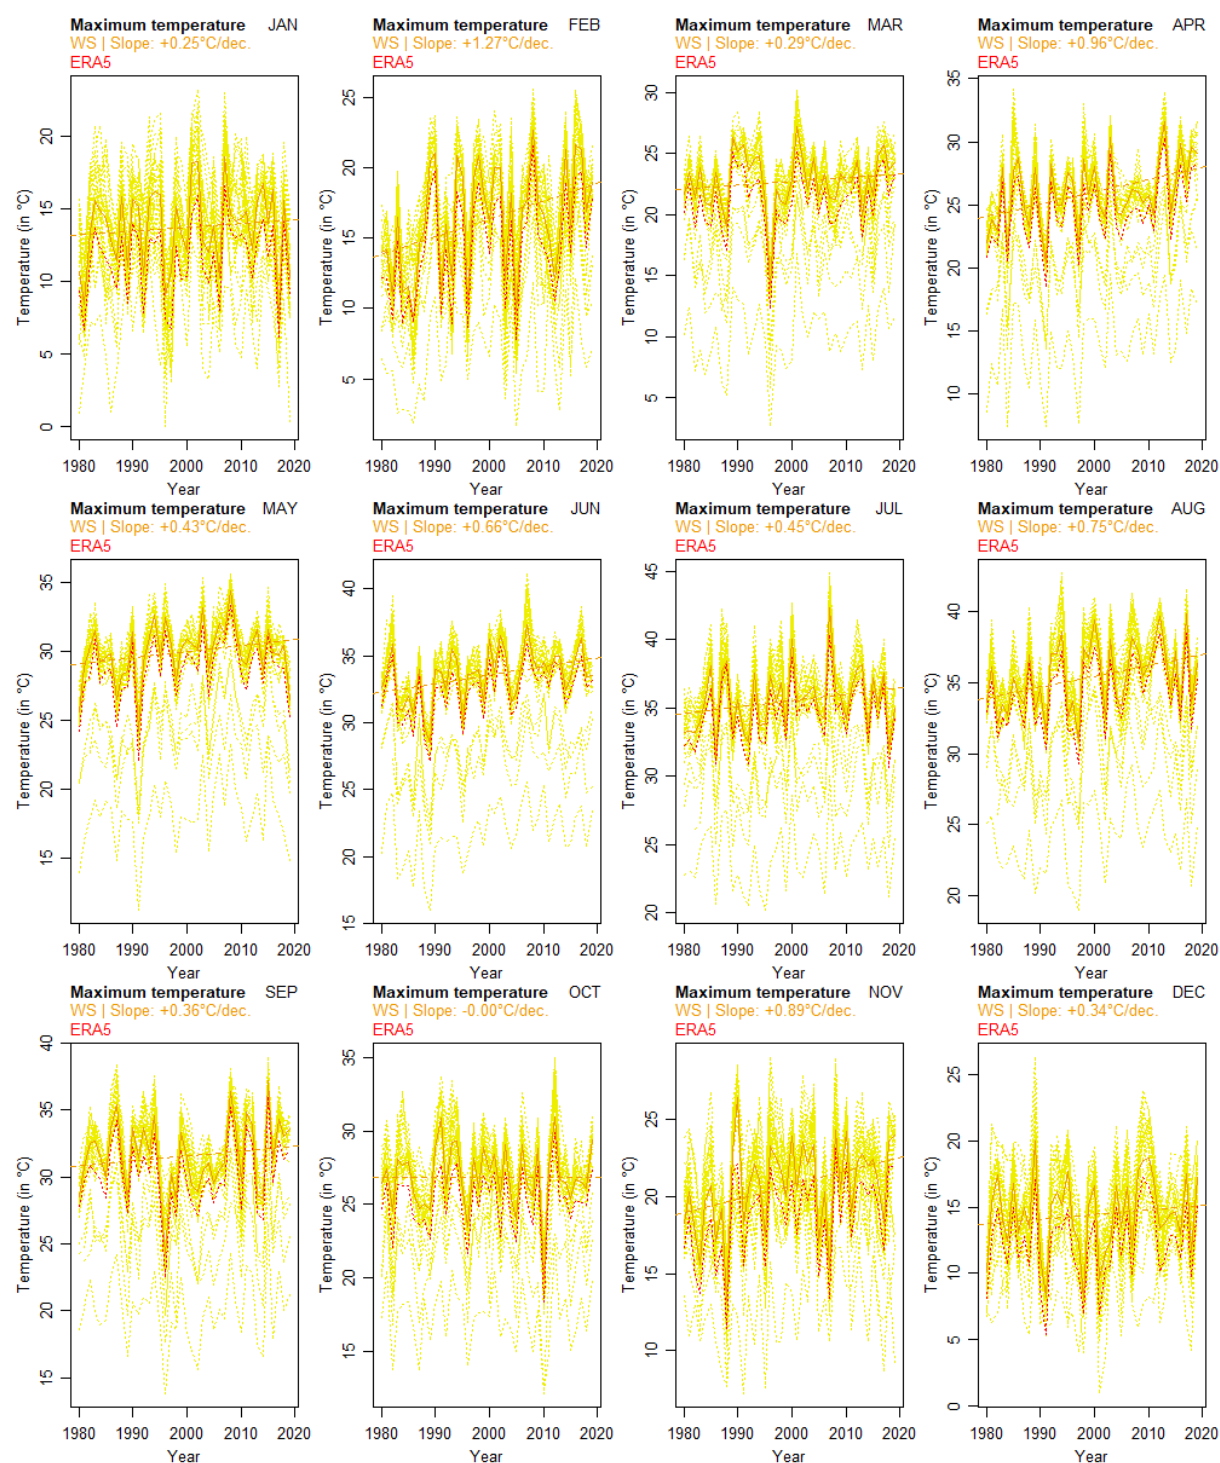 Maximum temperature JAN
WS | Slope: +0.25°C/dec.
ERA5
Temperature (in °C)
0
5
10
15
20
1980 1990 2000 2010 2020
Year
Maximum temperature FEB
WS | Slope: +1.27°C/dec.
ERA5
Temperature (in °C)
5
10
15
20
25
1980 1990 2000 2010 2020
Year
Maximum temperature MAR
WS | Slope: +0.29°C/dec.
ERA5
Temperature (in °C)
5
10
15
20
25
30
1980 1990 2000 2010 2020
Year
Maximum temperature APR
WS | Slope: +0.96°C/dec.
ERA5
Temperature (in °C)
10
15
20
25
30
35
1980 1990 2000 2010 2020
Year
Maximum temperature MAY
WS | Slope: +0.43°C/dec.
ERA5
Temperature (in °C)
15
20
25
30
35
1980 1990 2000 2010 2020
Year
Maximum temperature JUN
WS | Slope: +0.66°C/dec.
ERA5
Temperature (in °C)
15
20
25
30
35
40
1980 1990 2000 2010 2020
Year
Maximum temperature JUL
WS | Slope: +0.45°C/dec.
ERA5
Temperature (in °C)
20
25
30
35
40
45
1980 1990 2000 2010 2020
Year
Maximum temperature AUG
WS | Slope: +0.75°C/dec.
ERA5
Temperature (in °C)
20
25
30
35
40
1980 1990 2000 2010 2020
Year
Maximum temperature SEP
WS | Slope: +0.36°C/dec.
ERA5
Temperature (in °C)
15
20
25
30
35
40
1980 1990 2000 2010 2020
Year
Maximum temperature OCT
WS | Slope: -0.00°C/dec.
ERA5
Temperature (in °C)
15
20
25
30
35
1980 1990 2000 2010 2020
Year
Maximum temperature NOV
WS | Slope: +0.89°C/dec.
ERA5
Temperature (in °C)
10
15
20
25
1980 1990 2000 2010 2020
Year
Maximum temperature DEC
WS | Slope: +0.34°C/dec.
ERA5
Temperature (in °C)
0
5
10
15
20
25
1980 1990 2000 2010 2020
Year